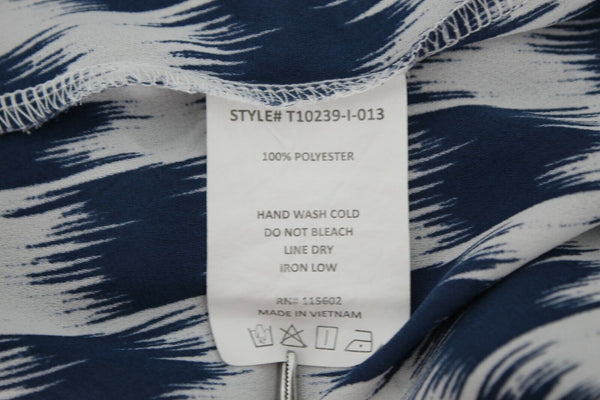 STYLE# T10239-I-013
100% POLYESTER
HAND WASH COLD
DO NOT BLEACH
LINE DRY
IRON LOW
RN# 115602
MADE IN VIETNAM